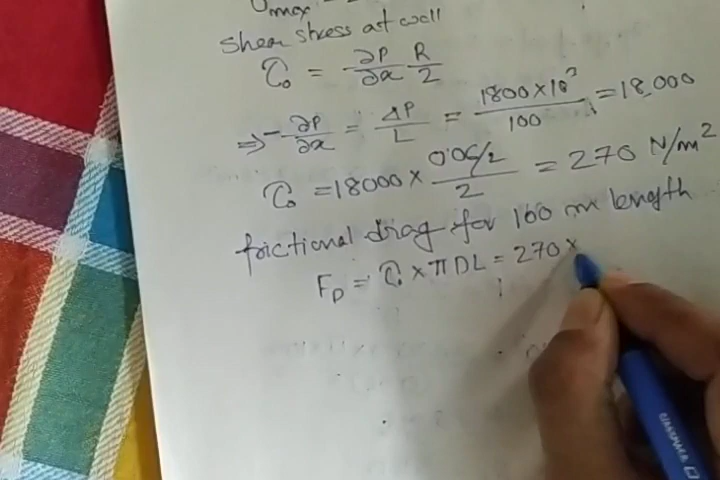 Umax
Shear stress at wall
τ₀ = -∂P/∂x R/2
⇒ -∂P/∂x = ΔP/L = 1800×10³/100 = 18,000
τ₀ = 18000 × 0.06/2/2 = 270 N/m²
frictional drag for 100 m length
F_D = τ₀ × πDL = 270 ×